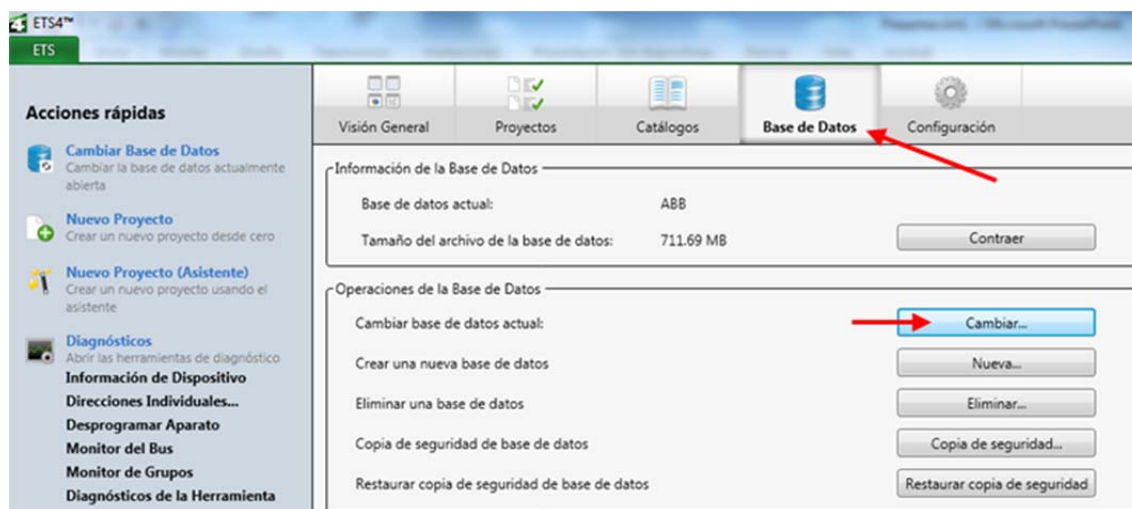 ETS4™
ETS
Acciones rápidas
Cambiar Base de Datos
Cambiar la base de datos actualmente
abierta
Nuevo Proyecto
Crear un nuevo proyecto desde cero
Nuevo Proyecto (Asistente)
Crear un nuevo proyecto usando el
asistente
Diagnósticos
Abrir las herramientas de diagnóstico
Información de Dispositivo
Direcciones Individuales...
Desprogramar Aparato
Monitor del Bus
Monitor de Grupos
Diagnósticos de la Herramienta
Visión General
Proyectos
Catálogos
Base de Datos
Configuración
Información de la Base de Datos
Base de datos actual: ABB
Tamaño del archivo de la base de datos: 711.69 MB Contraer
Operaciones de la Base de Datos
Cambiar base de datos actual: Cambiar...
Crear una nueva base de datos Nueva...
Eliminar una base de datos Eliminar...
Copia de seguridad de base de datos Copia de seguridad...
Restaurar copia de seguridad de base de datos Restaurar copia de seguridad